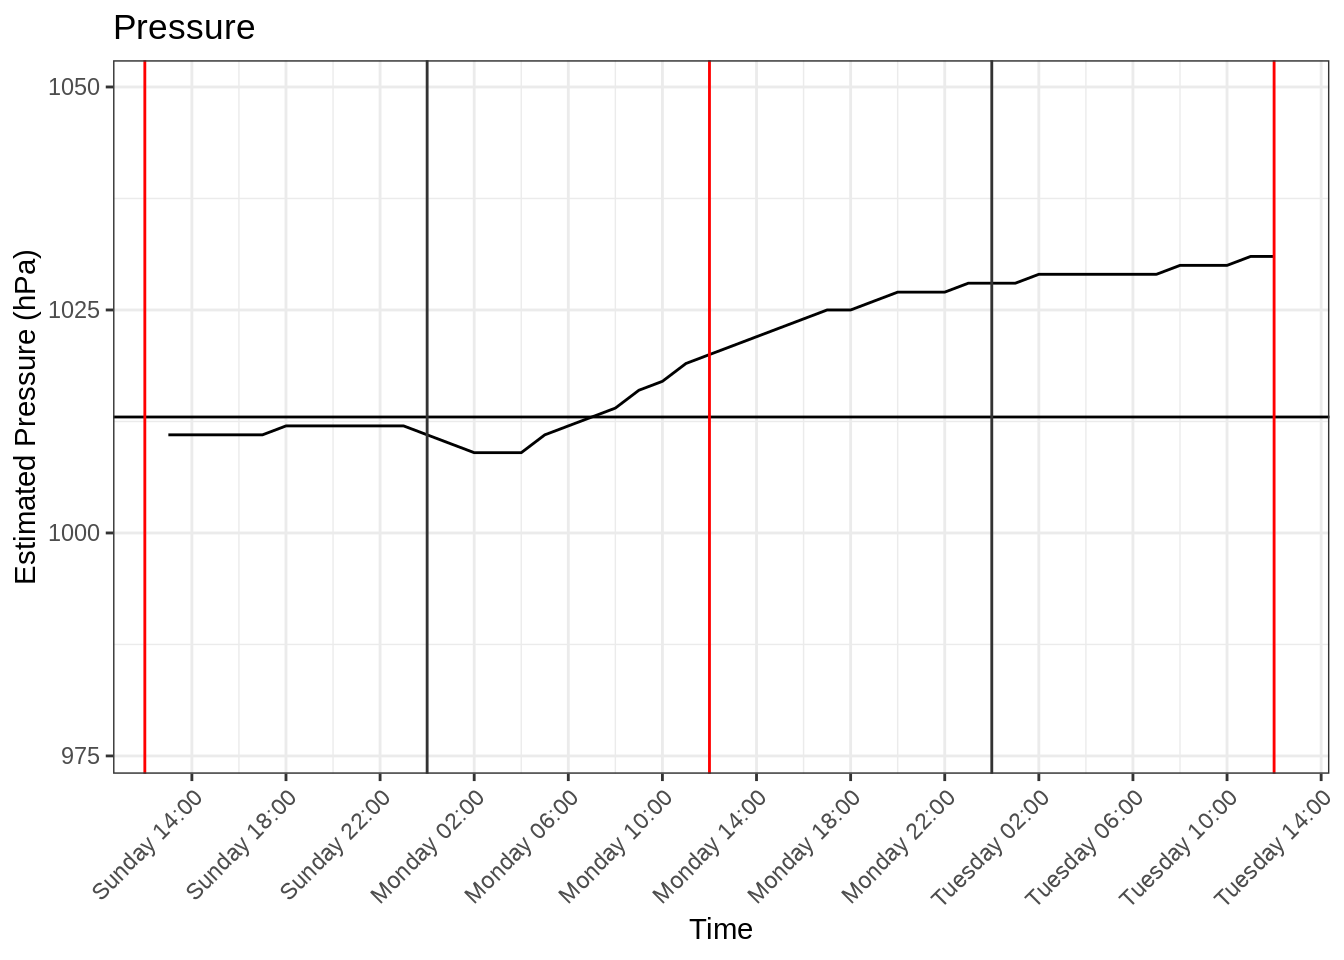 Pressure
Estimated Pressure (hPa)
1050
1025
1000
975
Sunday 14:00
Sunday 18:00
Sunday 22:00
Monday 02:00
Monday 06:00
Monday 10:00
Monday 14:00
Monday 18:00
Monday 22:00
Tuesday 02:00
Tuesday 06:00
Tuesday 10:00
Tuesday 14:00
Time